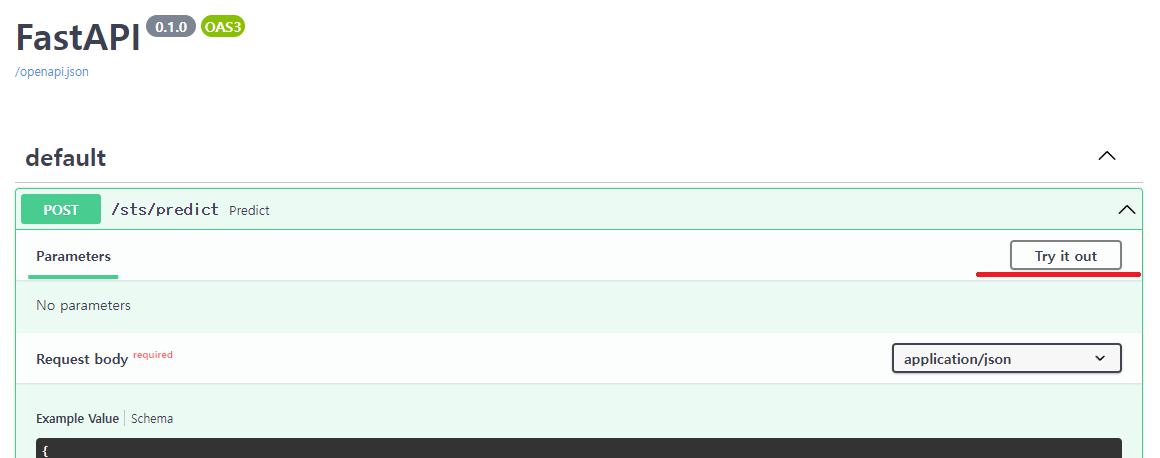 FastAPI 0.1.0 OAS3
/openapi.json
default
POST /sts/predict Predict
Parameters Try it out
No parameters
Request body required application/json
Example Value Schema
{